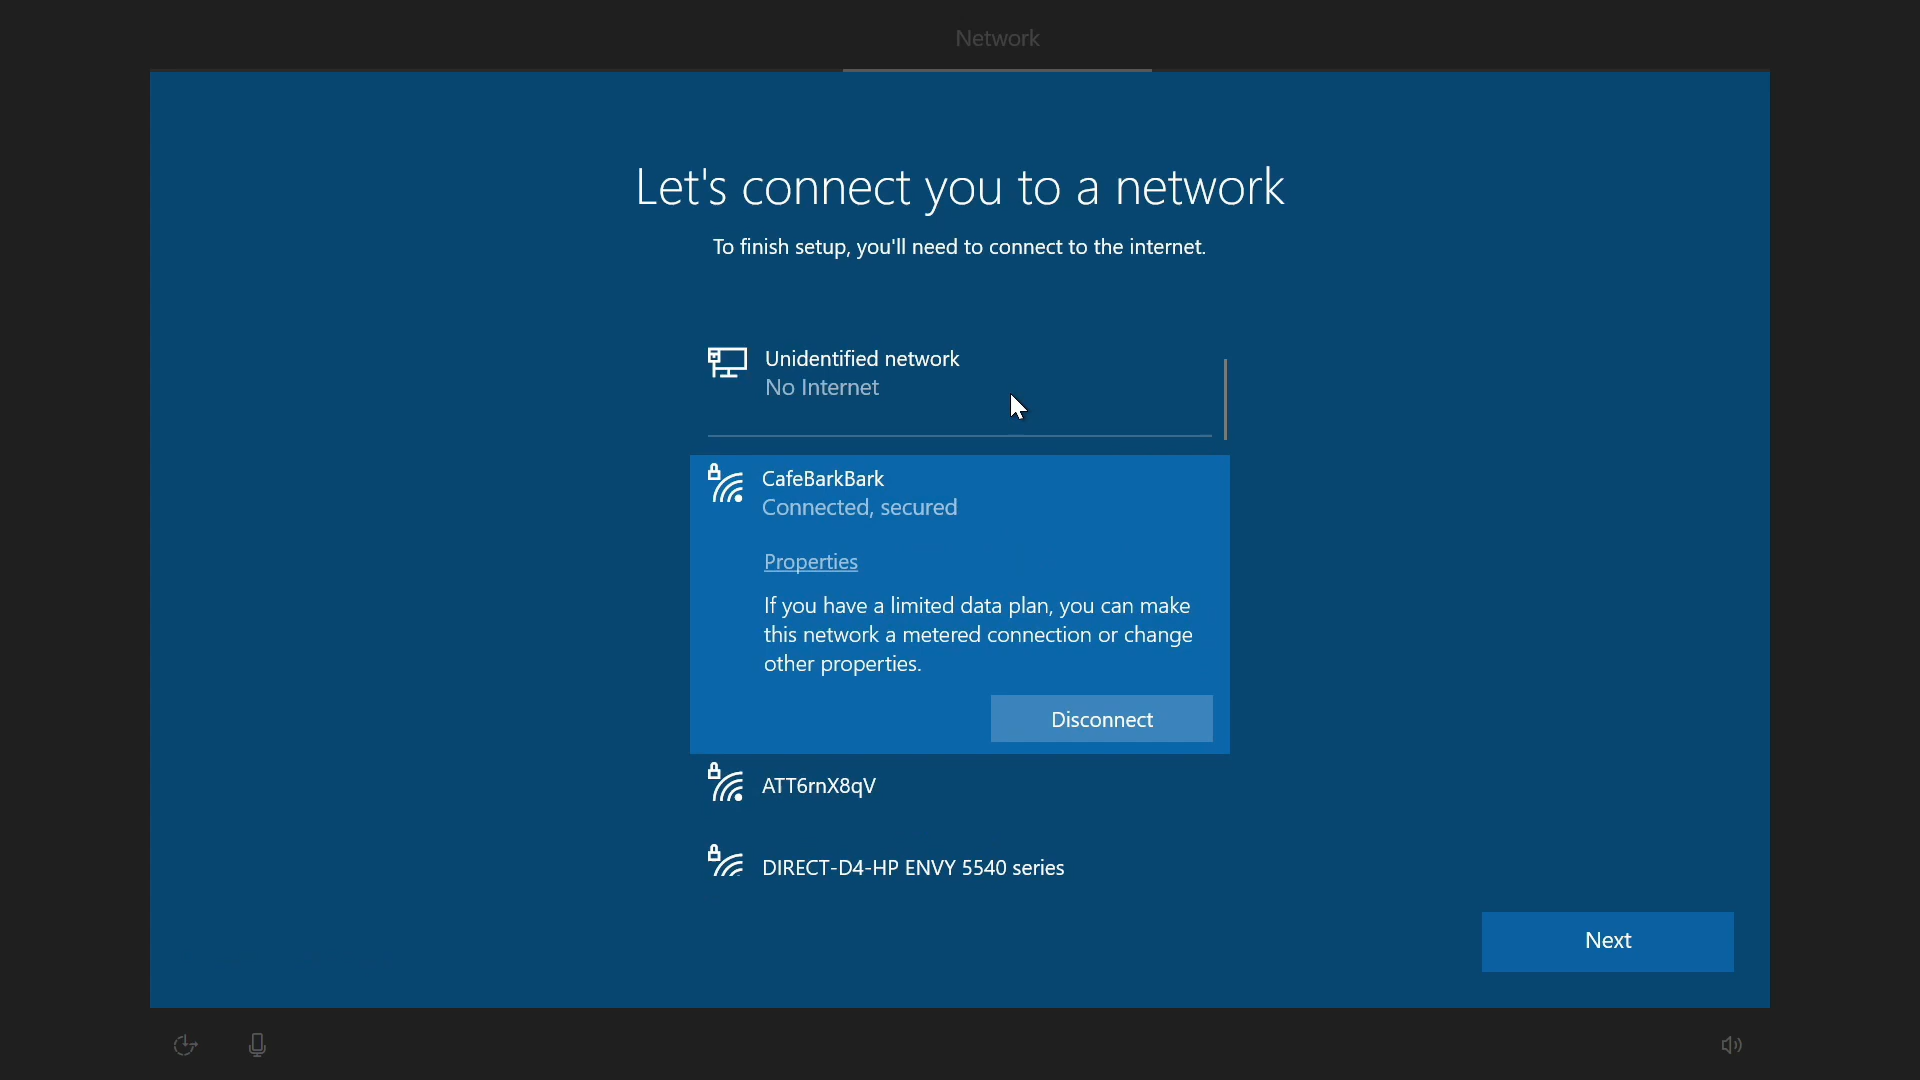 Network
Let's connect you to a network
To finish setup, you'll need to connect to the internet.
Unidentified network
No Internet
CafeBarkBark
Connected, secured
Properties
If you have a limited data plan, you can make
this network a metered connection or change
other properties.
Disconnect
ATT6rnX8qV
DIRECT-D4-HP ENVY 5540 series
Next